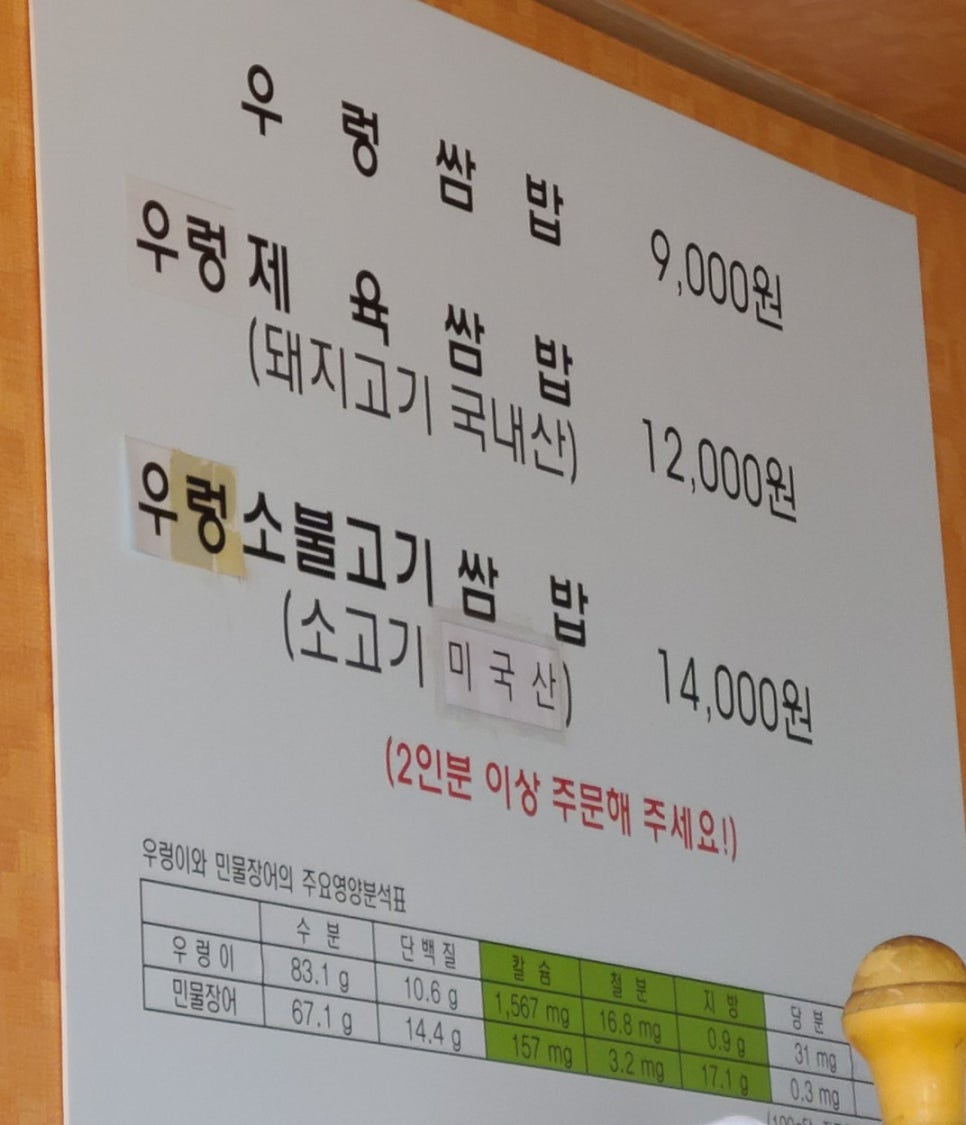 우렁쌈밥 9,000원
우렁제육쌈밥
(돼지고기 국내산) 12,000원
우렁소불고기쌈밥
(소고기 미국산) 14,000원
(2인분 이상 주문해 주세요!)
우렁이와 민물장어의 주요영양분석표
수분 단백질 칼슘 철분 지방 당분
우렁이 83.1 g 10.6 g 1,567 mg 16.8 mg 0.9 g 31 mg
민물장어 67.1 g 14.4 g 157 mg 3.2 mg 17.1 g 0.3 mg